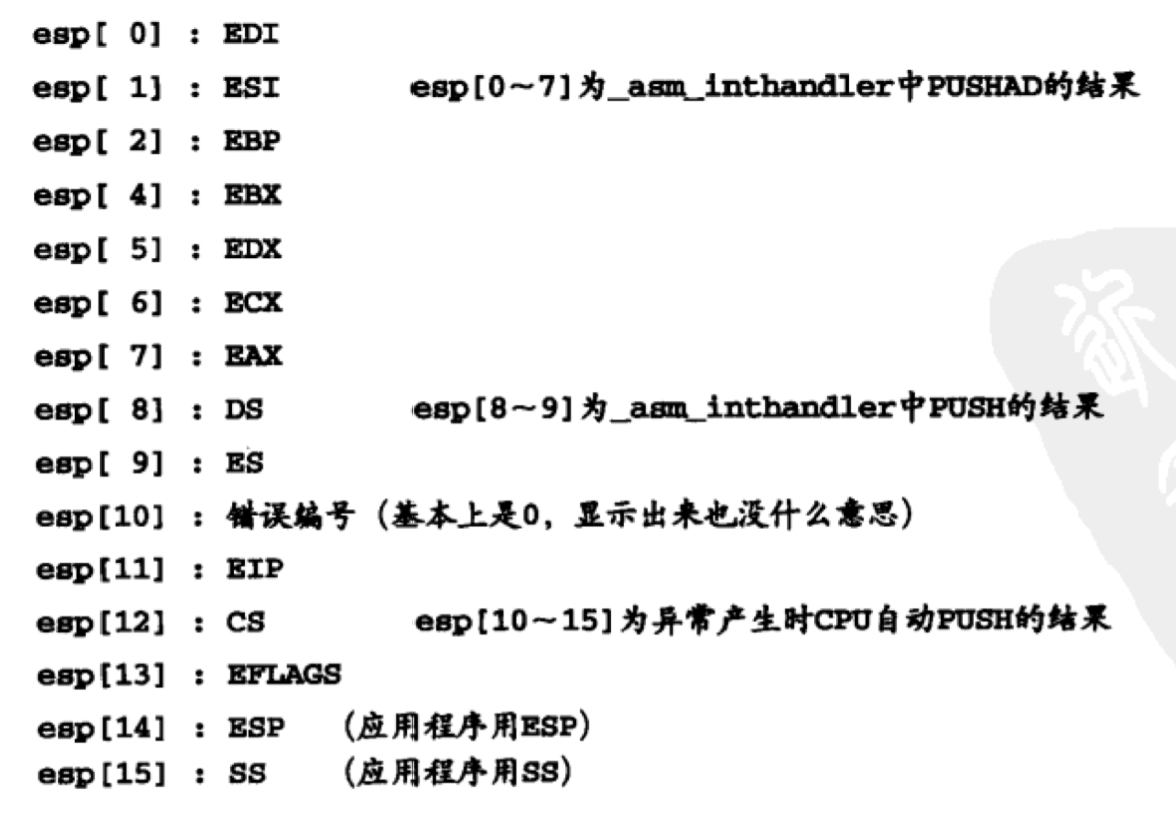 esp[ 0] : EDI
esp[ 1] : ESI esp[0~7]为_asm_inthandler中PUSHAD的结果
esp[ 2] : EBP
esp[ 4] : EBX
esp[ 5] : EDX
esp[ 6] : ECX
esp[ 7] : EAX
esp[ 8] : DS esp[8~9]为_asm_inthandler中PUSH的结果
esp[ 9] : ES
esp[10] : 错误编号（基本上是0，显示出来也没什么意思）
esp[11] : EIP
esp[12] : CS esp[10~15]为异常产生时CPU自动PUSH的结果
esp[13] : EFLAGS
esp[14] : ESP （应用程序用ESP）
esp[15] : SS （应用程序用SS）